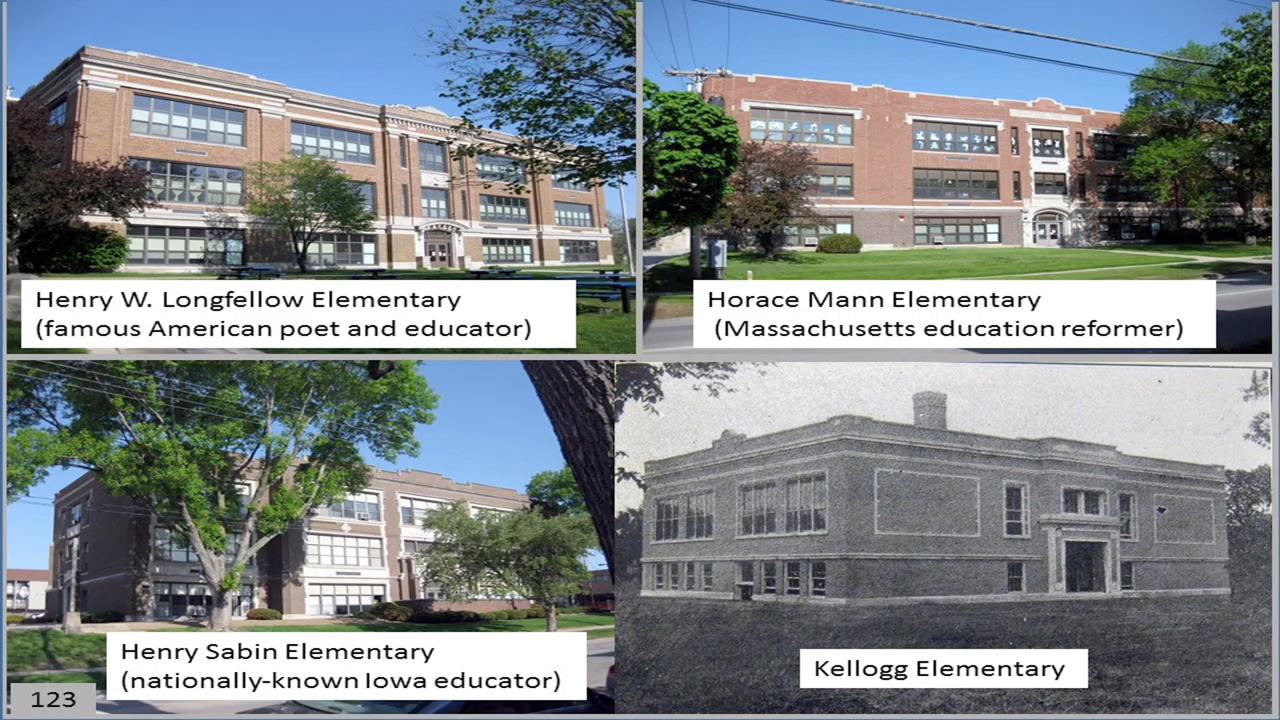 Henry W. Longfellow Elementary
(famous American poet and educator)
Horace Mann Elementary
(Massachusetts education reformer)
Henry Sabin Elementary
(nationally-known Iowa educator)
Kellogg Elementary
123